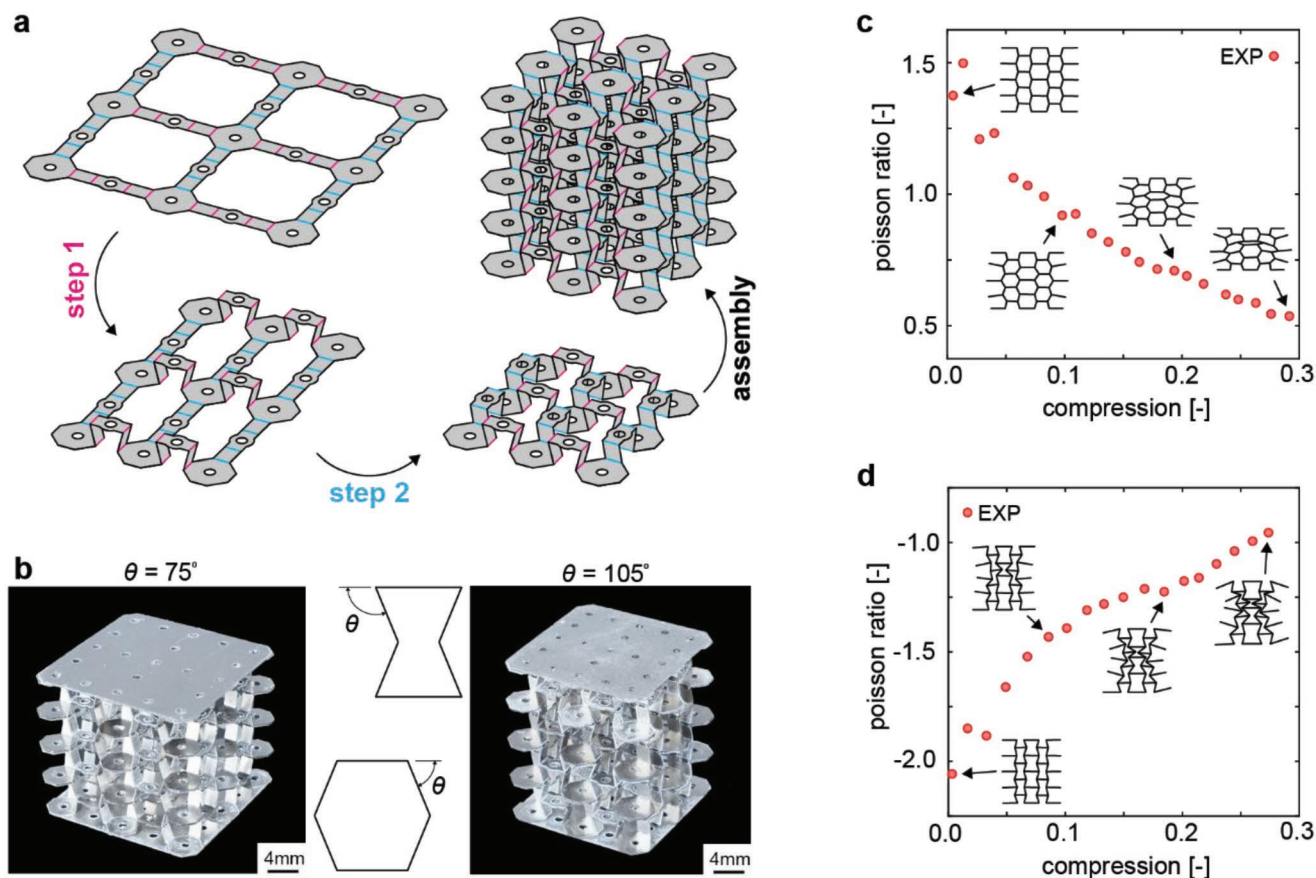 a
step 1
step 2
assembly
b
θ = 75°
θ
θ
θ = 105°
4mm
4mm
c
EXP
poisson ratio [-]
1.5
1.0
0.5
0.0
0.1
0.2
0.3
compression [-]
d
EXP
poisson ratio [-]
-1.0
-1.5
-2.0
0.0
0.1
0.2
0.3
compression [-]